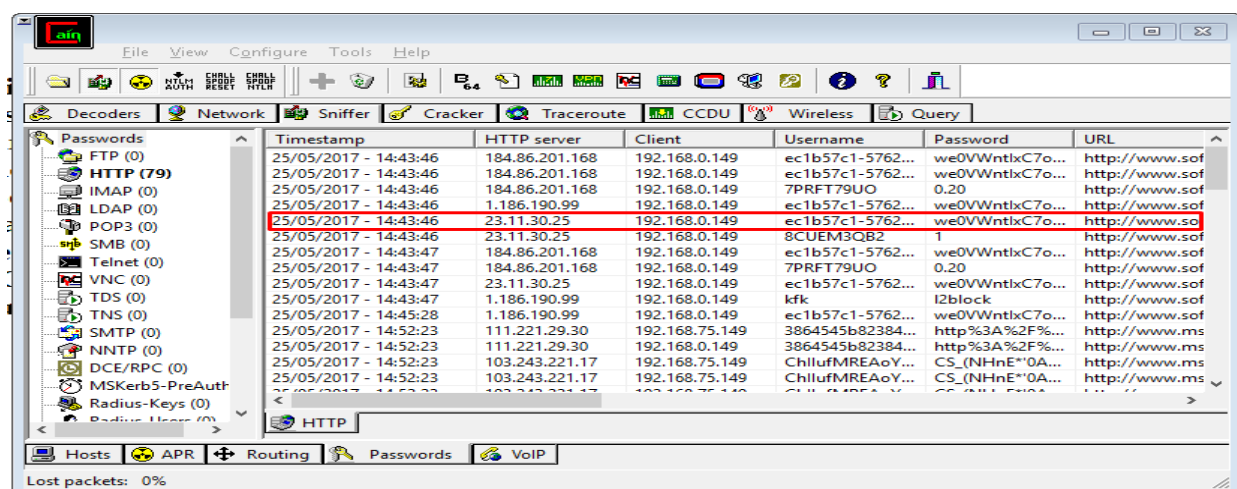 Cain
File View Configure Tools Help
NTLM AUTH CHALL SPOOF RESET CHALL SPOOF NTLM B64
Decoders Network Sniffer Cracker Traceroute CCDU Wireless Query
Passwords
FTP (0)
HTTP (79)
IMAP (0)
LDAP (0)
POP3 (0)
SMB (0)
Telnet (0)
VNC (0)
TDS (0)
TNS (0)
SMTP (0)
NNTP (0)
DCE/RPC (0)
MSKerb5-PreAuth
Radius-Keys (0)
Timestamp HTTP server Client Username Password URL
25/05/2017 - 14:43:46 184.86.201.168 192.168.0.149 ec1b57c1-5762... we0VWntlxC7o... http://www.sof
25/05/2017 - 14:43:46 184.86.201.168 192.168.0.149 ec1b57c1-5762... we0VWntlxC7o... http://www.sof
25/05/2017 - 14:43:46 184.86.201.168 192.168.0.149 7PRFT79UO 0.20 http://www.sof
25/05/2017 - 14:43:46 1.186.190.99 192.168.0.149 ec1b57c1-5762... we0VWntlxC7o... http://www.sof
25/05/2017 - 14:43:46 23.11.30.25 192.168.0.149 ec1b57c1-5762... we0VWntlxC7o... http://www.so
25/05/2017 - 14:43:46 23.11.30.25 192.168.0.149 8CUEM3QB2 1 http://www.sof
25/05/2017 - 14:43:47 184.86.201.168 192.168.0.149 ec1b57c1-5762... we0VWntlxC7o... http://www.sof
25/05/2017 - 14:43:47 184.86.201.168 192.168.0.149 7PRFT79UO 0.20 http://www.sof
25/05/2017 - 14:43:47 23.11.30.25 192.168.0.149 ec1b57c1-5762... we0VWntlxC7o... http://www.sof
25/05/2017 - 14:43:47 1.186.190.99 192.168.0.149 kfk l2block http://www.sof
25/05/2017 - 14:45:28 1.186.190.99 192.168.0.149 ec1b57c1-5762... we0VWntlxC7o... http://www.sof
25/05/2017 - 14:52:23 111.221.29.30 192.168.75.149 3864545b82384... http%3A%2F%... http://www.ms
25/05/2017 - 14:52:23 111.221.29.30 192.168.0.149 3864545b82384... http%3A%2F%... http://www.ms
25/05/2017 - 14:52:23 103.243.221.17 192.168.75.149 ChIIufMREAoY... CS_(NHnE*'0A... http://www.ms
25/05/2017 - 14:52:23 103.243.221.17 192.168.75.149 ChIIufMREAoY... CS_(NHnE*'0A... http://www.ms
HTTP
Hosts APR Routing Passwords VoIP
Lost packets: 0%